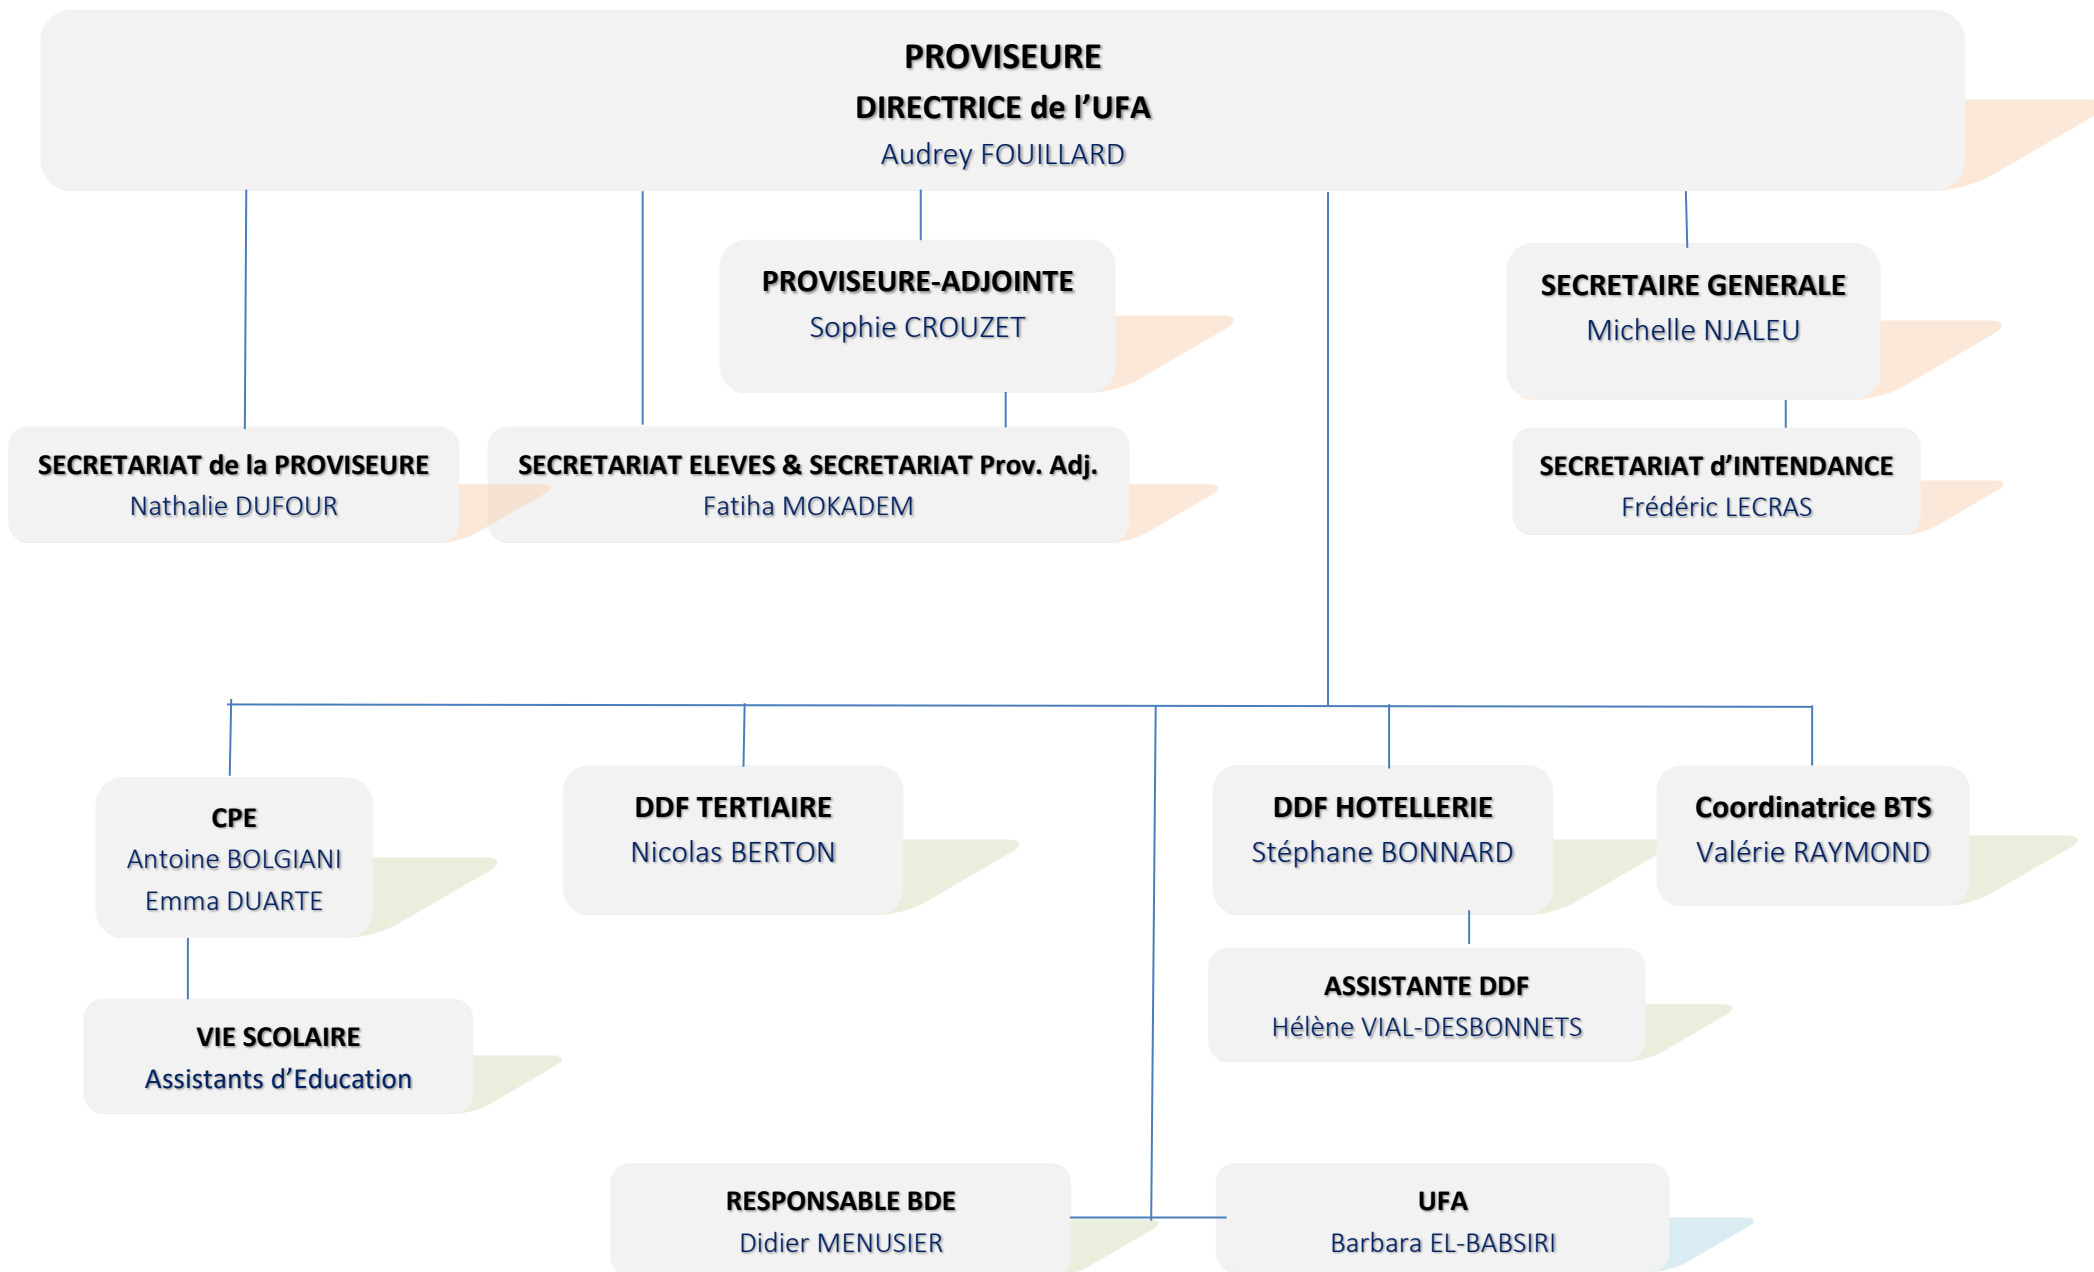 PROVISEURE
DIRECTRICE de l’UFA
Audrey FOUILLARD
PROVISEURE-ADJOINTE
Sophie CROUZET
SECRETAIRE GENERALE
Michelle NJALEU
SECRETARIAT de la PROVISEURE
Nathalie DUFOUR
SECRETARIAT ELEVES & SECRETARIAT Prov. Adj.
Fatiha MOKADEM
SECRETARIAT d’INTENDANCE
Frédéric LECRAS
CPE
Antoine BOLGIANI
Emma DUARTE
DDF TERTIAIRE
Nicolas BERTON
DDF HOTELLERIE
Stéphane BONNARD
Coordinatrice BTS
Valérie RAYMOND
ASSISTANTE DDF
Hélène VIAL-DESBONNETS
VIE SCOLAIRE
Assistants d’Education
RESPONSABLE BDE
Didier MENUSIER
UFA
Barbara EL-BABSIRI